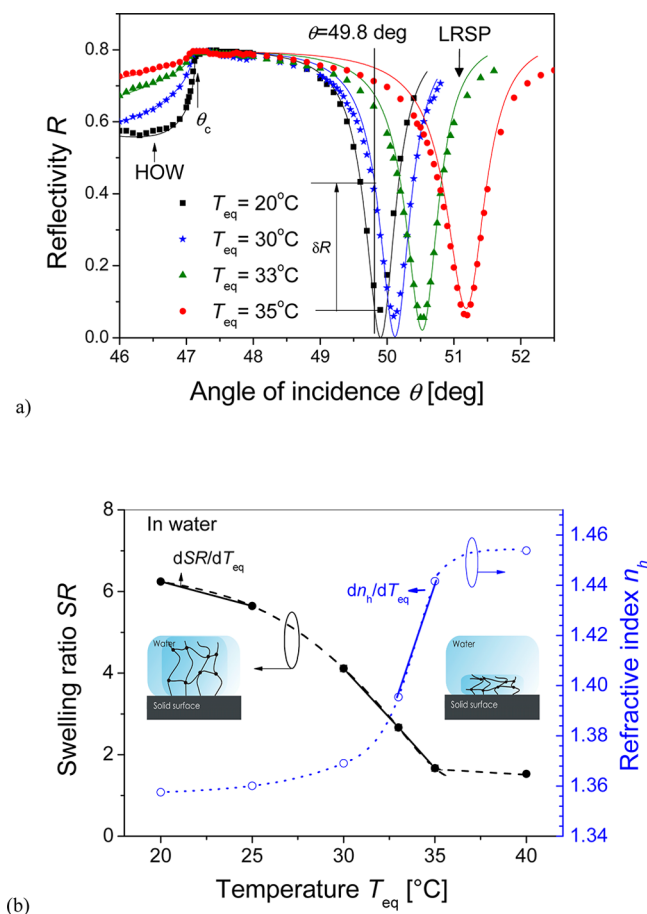 θ=49.8 deg
LRSP
0.8
0.6
0.4
0.2
0.0
Reflectivity R
θc
HOW
Teq = 20°C
Teq = 30°C
Teq = 33°C
Teq = 35°C
δR
46 47 48 49 50 51 52
Angle of incidence θ [deg]
a)
In water
dSR/dTeq
dnh/dTeq
8
6
4
2
0
Swelling ratio SR
1.46
1.44
1.42
1.40
1.38
1.36
1.34
Refractive index nh
Water
Solid surface
Water
Solid surface
20 25 30 35 40
Temperature Teq [°C]
(b)